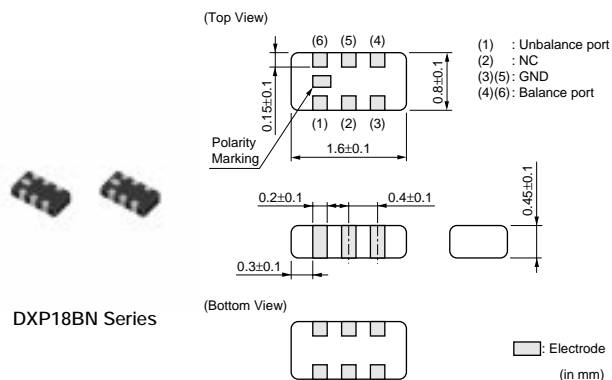 (Top View)
(6) (5) (4)
(1) : Unbalance port
(2) : NC
(3)(5) : GND
(4)(6) : Balance port
0.15±0.1
0.8±0.1
(1) (2) (3)
Polarity
Marking
1.6±0.1
0.2±0.1
0.4±0.1
0.45±0.1
0.3±0.1
DXP18BN Series
(Bottom View)
: Electrode
(in mm)